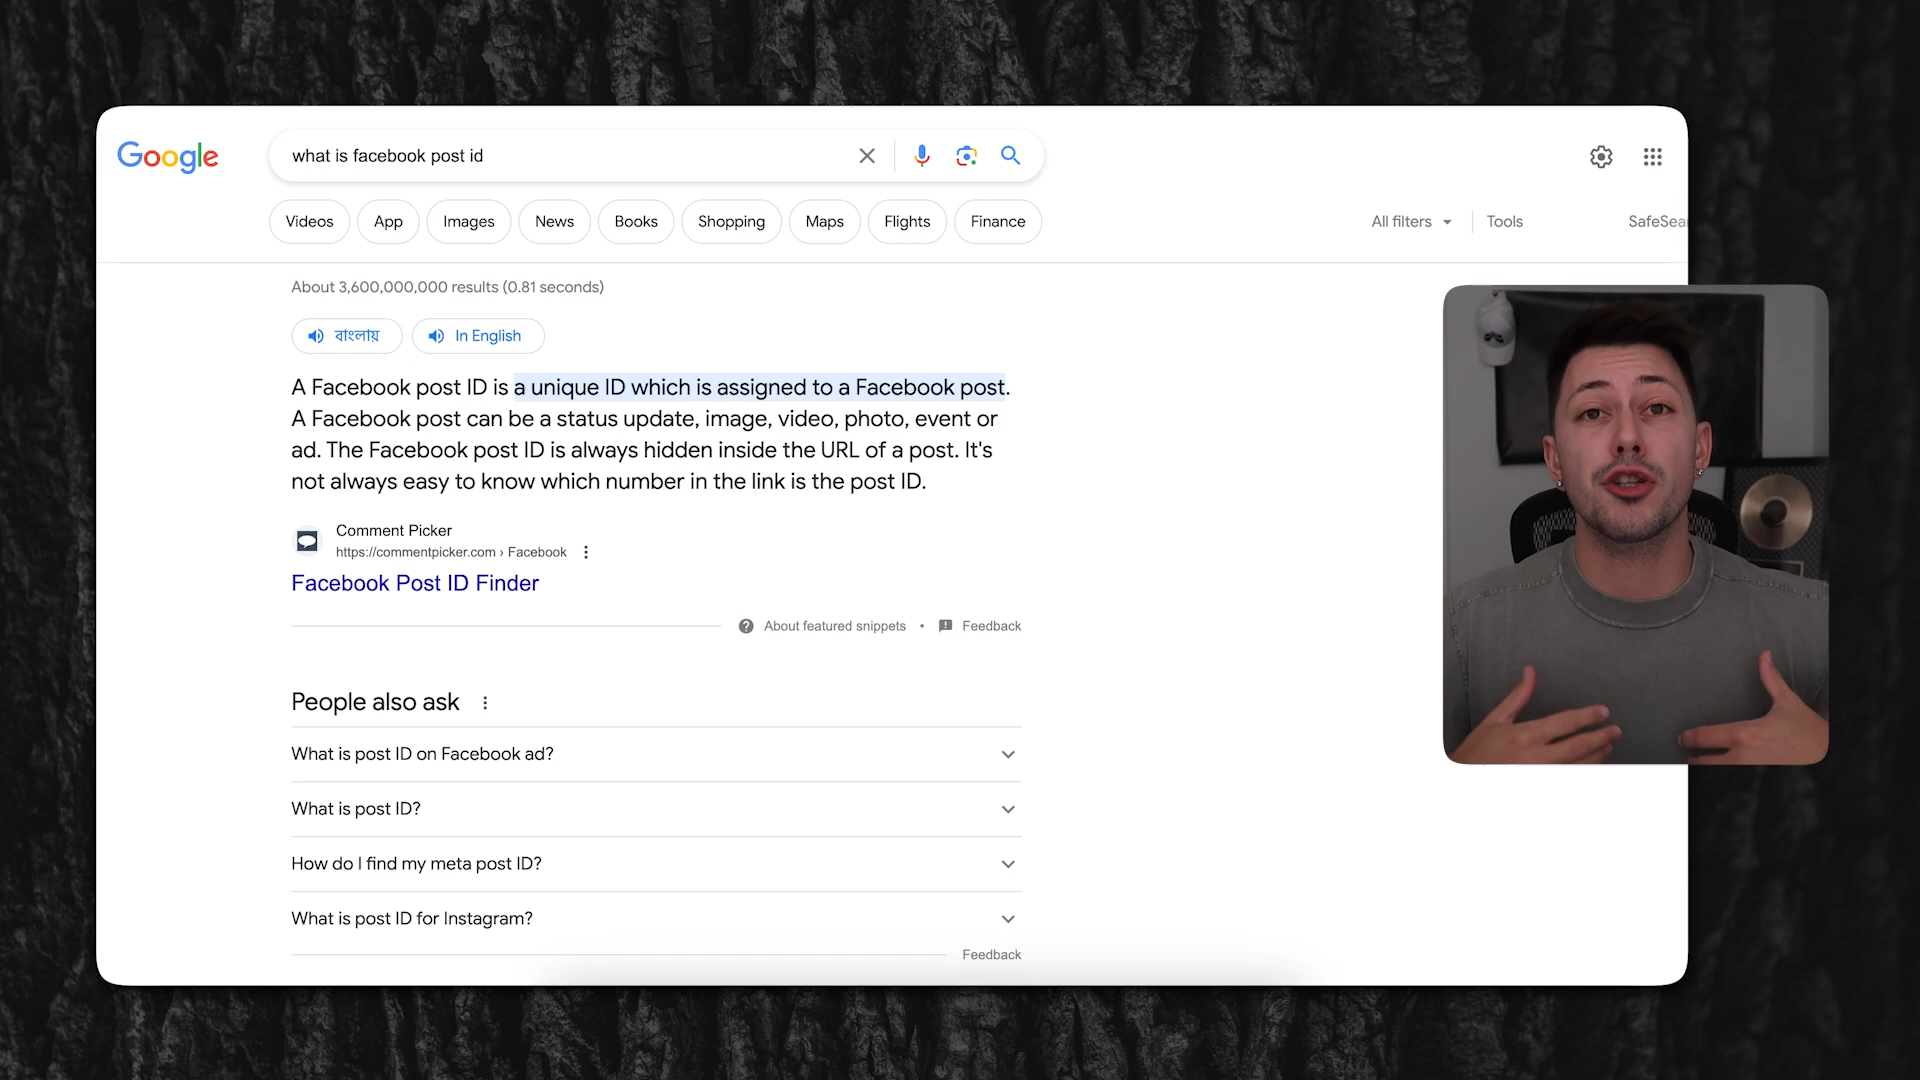 Google
what is facebook post id
Videos
App
Images
News
Books
Shopping
Maps
Flights
Finance
All filters
Tools
SafeSear
About 3,600,000,000 results (0.81 seconds)
বাংলায়
In English
A Facebook post ID is a unique ID which is assigned to a Facebook post.
A Facebook post can be a status update, image, video, photo, event or
ad. The Facebook post ID is always hidden inside the URL of a post. It's
not always easy to know which number in the link is the post ID.
Comment Picker
https://commentpicker.com › Facebook
Facebook Post ID Finder
About featured snippets • Feedback
People also ask
What is post ID on Facebook ad?
What is post ID?
How do I find my meta post ID?
What is post ID for Instagram?
Feedback